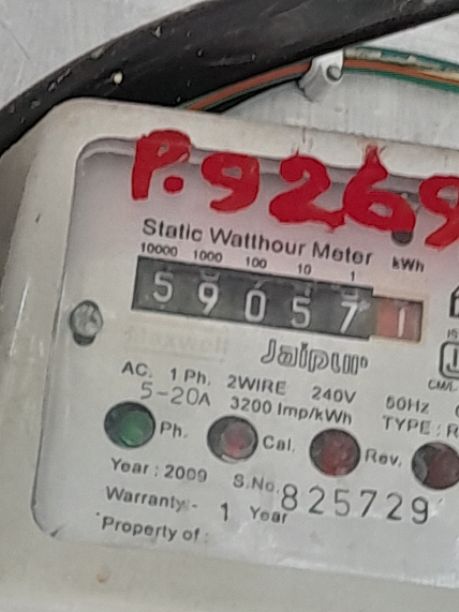 P.9269
Static Watthour Meter
10000 1000 100 10 1 kWh
5 9 0 5 7 1
Jaipur
AC. 1 Ph. 2WIRE 240V 50Hz
5-20A 3200 Imp/kWh TYPE : R
Ph. Cal. Rev.
Year : 2009 S.No. 825729
Warranty:- 1 Year
Property of :